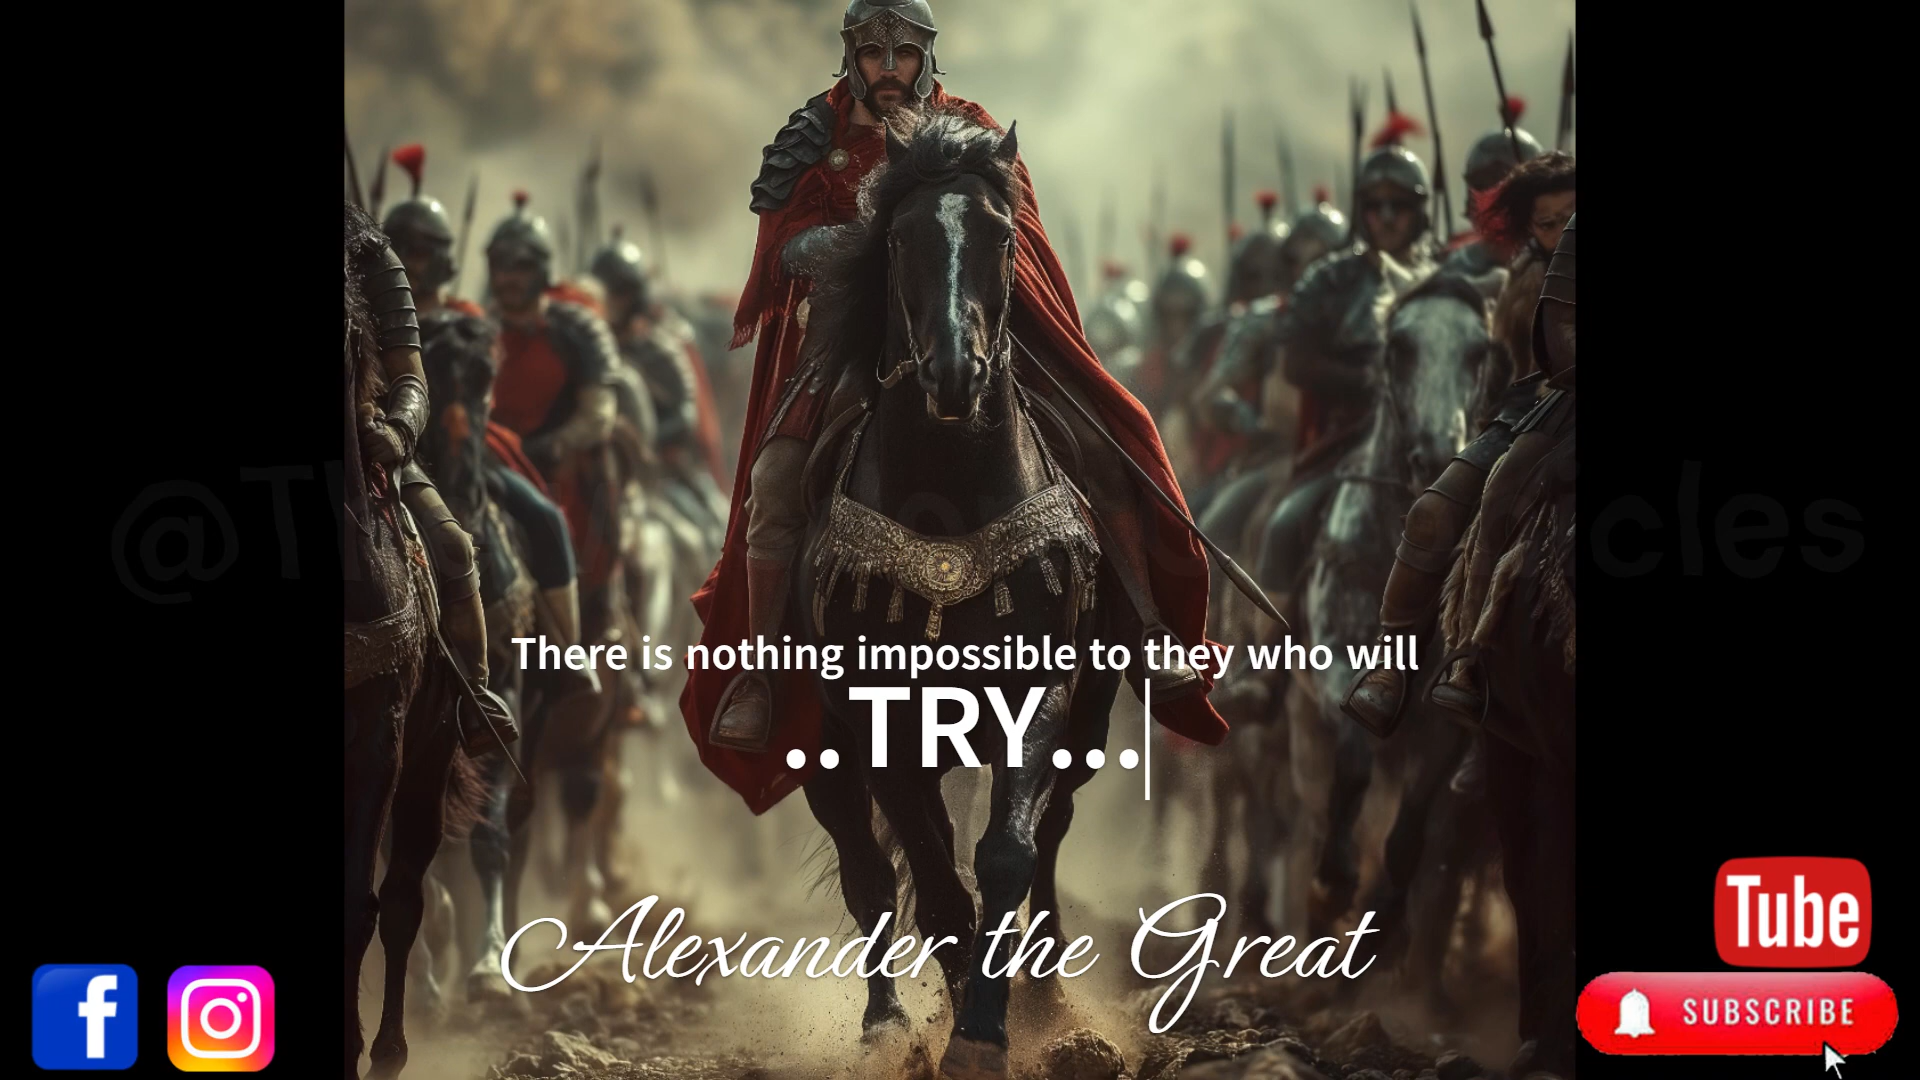 There is nothing impossible to they who will
..TRY...
Alexander the Great
Tube
SUBSCRIBE